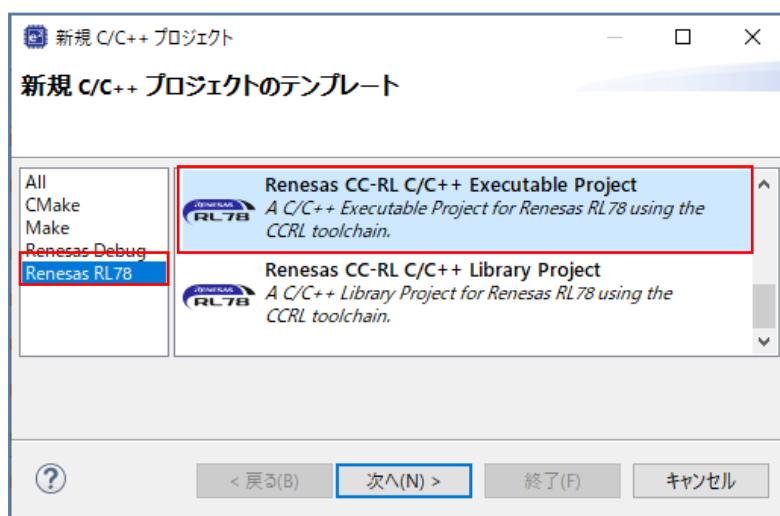 新規 C/C++ プロジェクト
新規 C/C++ プロジェクトのテンプレート
All
CMake
Make
Renesas Debug
Renesas RL78
RENESAS
RL78
Renesas CC-RL C/C++ Executable Project
A C/C++ Executable Project for Renesas RL78 using the
CCRL toolchain.
RENESAS
RL78
Renesas CC-RL C/C++ Library Project
A C/C++ Library Project for Renesas RL78 using the
CCRL toolchain.
< 戻る(B)
次へ(N) >
終了(F)
キャンセル